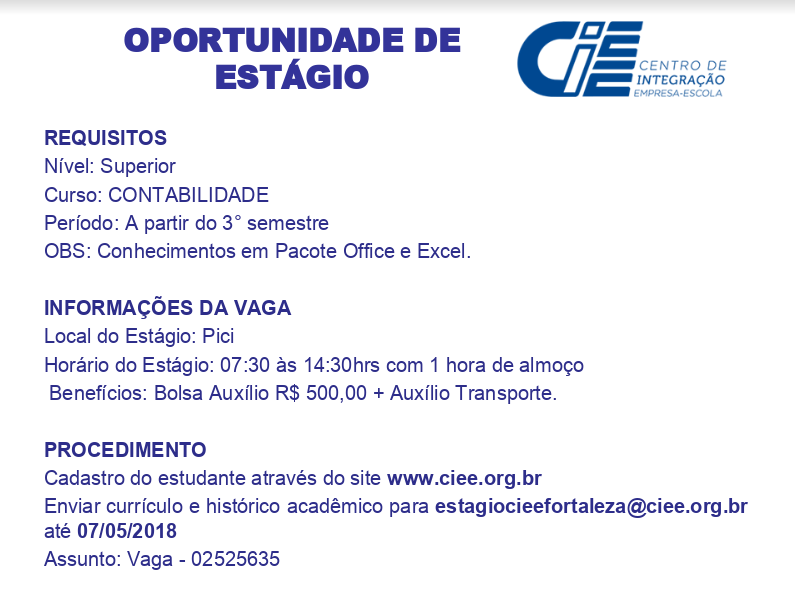 OPORTUNIDADE DE
ESTÁGIO
CIEE
CENTRO DE
INTEGRAÇÃO
EMPRESA-ESCOLA
REQUISITOS
Nível: Superior
Curso: CONTABILIDADE
Período: A partir do 3° semestre
OBS: Conhecimentos em Pacote Office e Excel.
INFORMAÇÕES DA VAGA
Local do Estágio: Pici
Horário do Estágio: 07:30 às 14:30hrs com 1 hora de almoço
Benefícios: Bolsa Auxílio R$ 500,00 + Auxílio Transporte.
PROCEDIMENTO
Cadastro do estudante através do site www.ciee.org.br
Enviar currículo e histórico acadêmico para estagiocieefortaleza@ciee.org.br
até 07/05/2018
Assunto: Vaga - 02525635